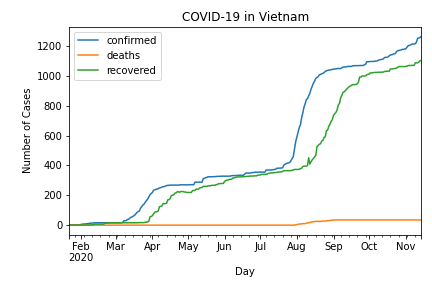 COVID-19 in Vietnam
confirmed
deaths
recovered
Number of Cases
1200
1000
800
600
400
200
0
Feb Mar Apr May Jun Jul Aug Sep Oct Nov
2020
Day